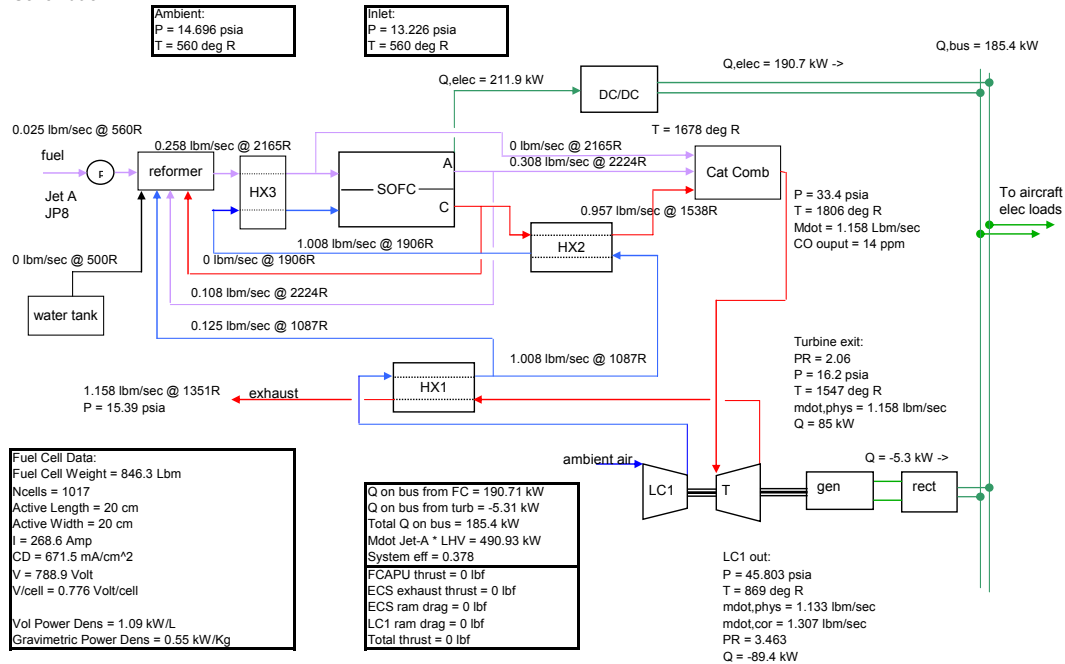 Ambient:
P = 14.696 psia
T = 560 deg R
Inlet:
P = 13.226 psia
T = 560 deg R
Q,bus = 185.4 kW
Q,elec = 190.7 kW ->
Q,elec = 211.9 kW
DC/DC
0.025 lbm/sec @ 560R
T = 1678 deg R
0.258 lbm/sec @ 2165R
0 lbm/sec @ 2165R
fuel
F
reformer
HX3
A
SOFC
C
0.308 lbm/sec @ 2224R
Cat Comb
Jet A
JP8
P = 33.4 psia
T = 1806 deg R
Mdot = 1.158 Lbm/sec
CO ouput = 14 ppm
To aircraft
elec loads
0.957 lbm/sec @ 1538R
HX2
1.008 lbm/sec @ 1906R
0 lbm/sec @ 1906R
0 lbm/sec @ 500R
0.108 lbm/sec @ 2224R
water tank
0.125 lbm/sec @ 1087R
Turbine exit:
PR = 2.06
P = 16.2 psia
T = 1547 deg R
mdot,phys = 1.158 lbm/sec
Q = 85 kW
1.008 lbm/sec @ 1087R
HX1
1.158 lbm/sec @ 1351R
exhaust
P = 15.39 psia
ambient air
Q = -5.3 kW ->
LC1
T
gen
rect
Fuel Cell Data:
Fuel Cell Weight = 846.3 Lbm
Ncells = 1017
Active Length = 20 cm
Active Width = 20 cm
I = 268.6 Amp
CD = 671.5 mA/cm^2
V = 788.9 Volt
V/cell = 0.776 Volt/cell
Vol Power Dens = 1.09 kW/L
Gravimetric Power Dens = 0.55 kW/Kg
Q on bus from FC = 190.71 kW
Q on bus from turb = -5.31 kW
Total Q on bus = 185.4 kW
Mdot Jet-A * LHV = 490.93 kW
System eff = 0.378
FCAPU thrust = 0 lbf
ECS exhaust thrust = 0 lbf
ECS ram drag = 0 lbf
LC1 ram drag = 0 lbf
Total thrust = 0 lbf
LC1 out:
P = 45.803 psia
T = 869 deg R
mdot,phys = 1.133 lbm/sec
mdot,cor = 1.307 lbm/sec
PR = 3.463
Q = -89.4 kW